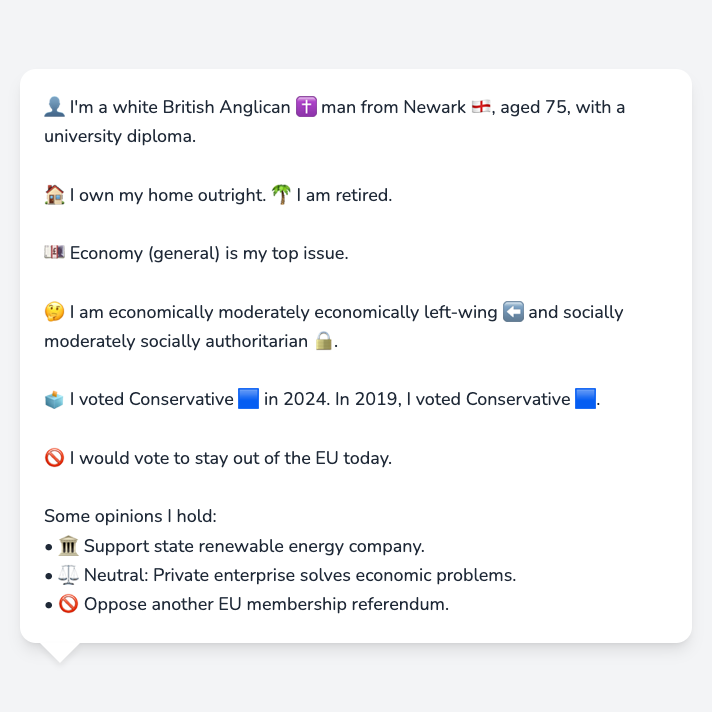 👤 I'm a white British Anglican ✝️ man from Newark 🏴󠁧󠁢󠁥󠁮󠁧󠁿, aged 75, with a
university diploma.
🏠 I own my home outright. 🌴 I am retired.
💷 Economy (general) is my top issue.
🤔 I am economically moderately economically left-wing ⬅️ and socially
moderately socially authoritarian 🔒.
🗳️ I voted Conservative 🟦 in 2024. In 2019, I voted Conservative 🟦.
🚫 I would vote to stay out of the EU today.
Some opinions I hold:
• 🏛️ Support state renewable energy company.
• ⚖️ Neutral: Private enterprise solves economic problems.
• 🚫 Oppose another EU membership referendum.